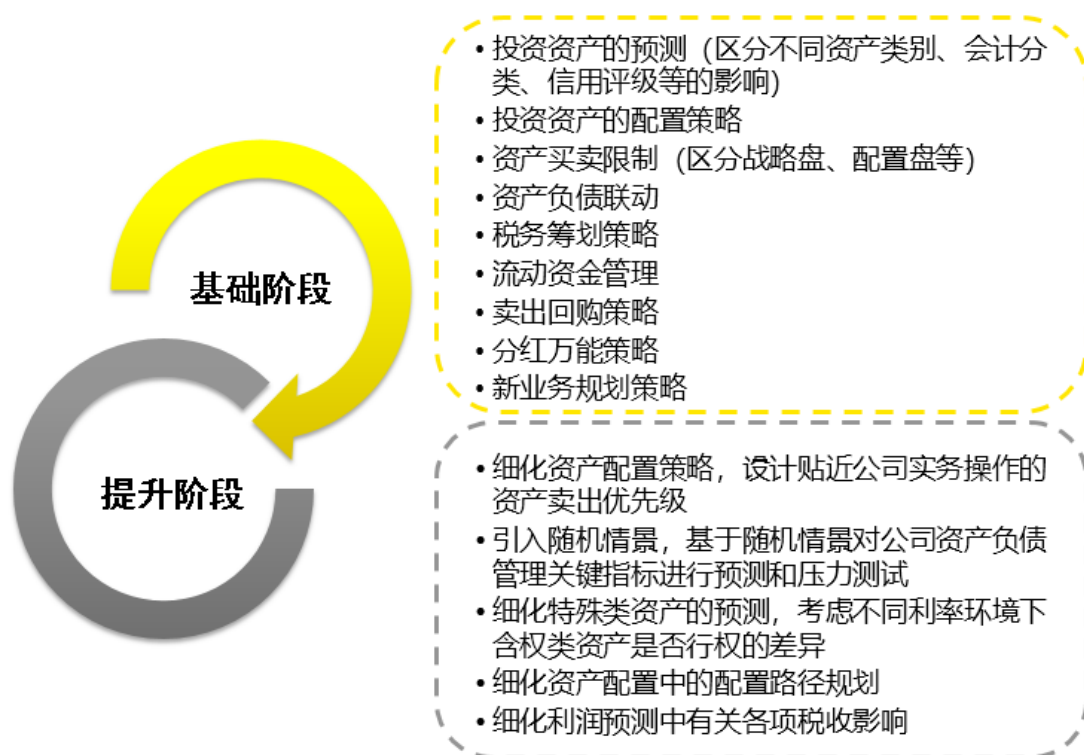 基础阶段
• 投资资产的预测（区分不同资产类别、会计分
类、信用评级等的影响）
• 投资资产的配置策略
• 资产买卖限制（区分战略盘、配置盘等）
• 资产负债联动
• 税务筹划策略
• 流动资金管理
• 卖出回购策略
• 分红万能策略
• 新业务规划策略
提升阶段
• 细化资产配置策略，设计贴近公司实务操作的
资产卖出优先级
• 引入随机情景，基于随机情景对公司资产负债
管理关键指标进行预测和压力测试
• 细化特殊类资产的预测，考虑不同利率环境下
含权类资产是否行权的差异
• 细化资产配置中的配置路径规划
• 细化利润预测中有关各项税收影响